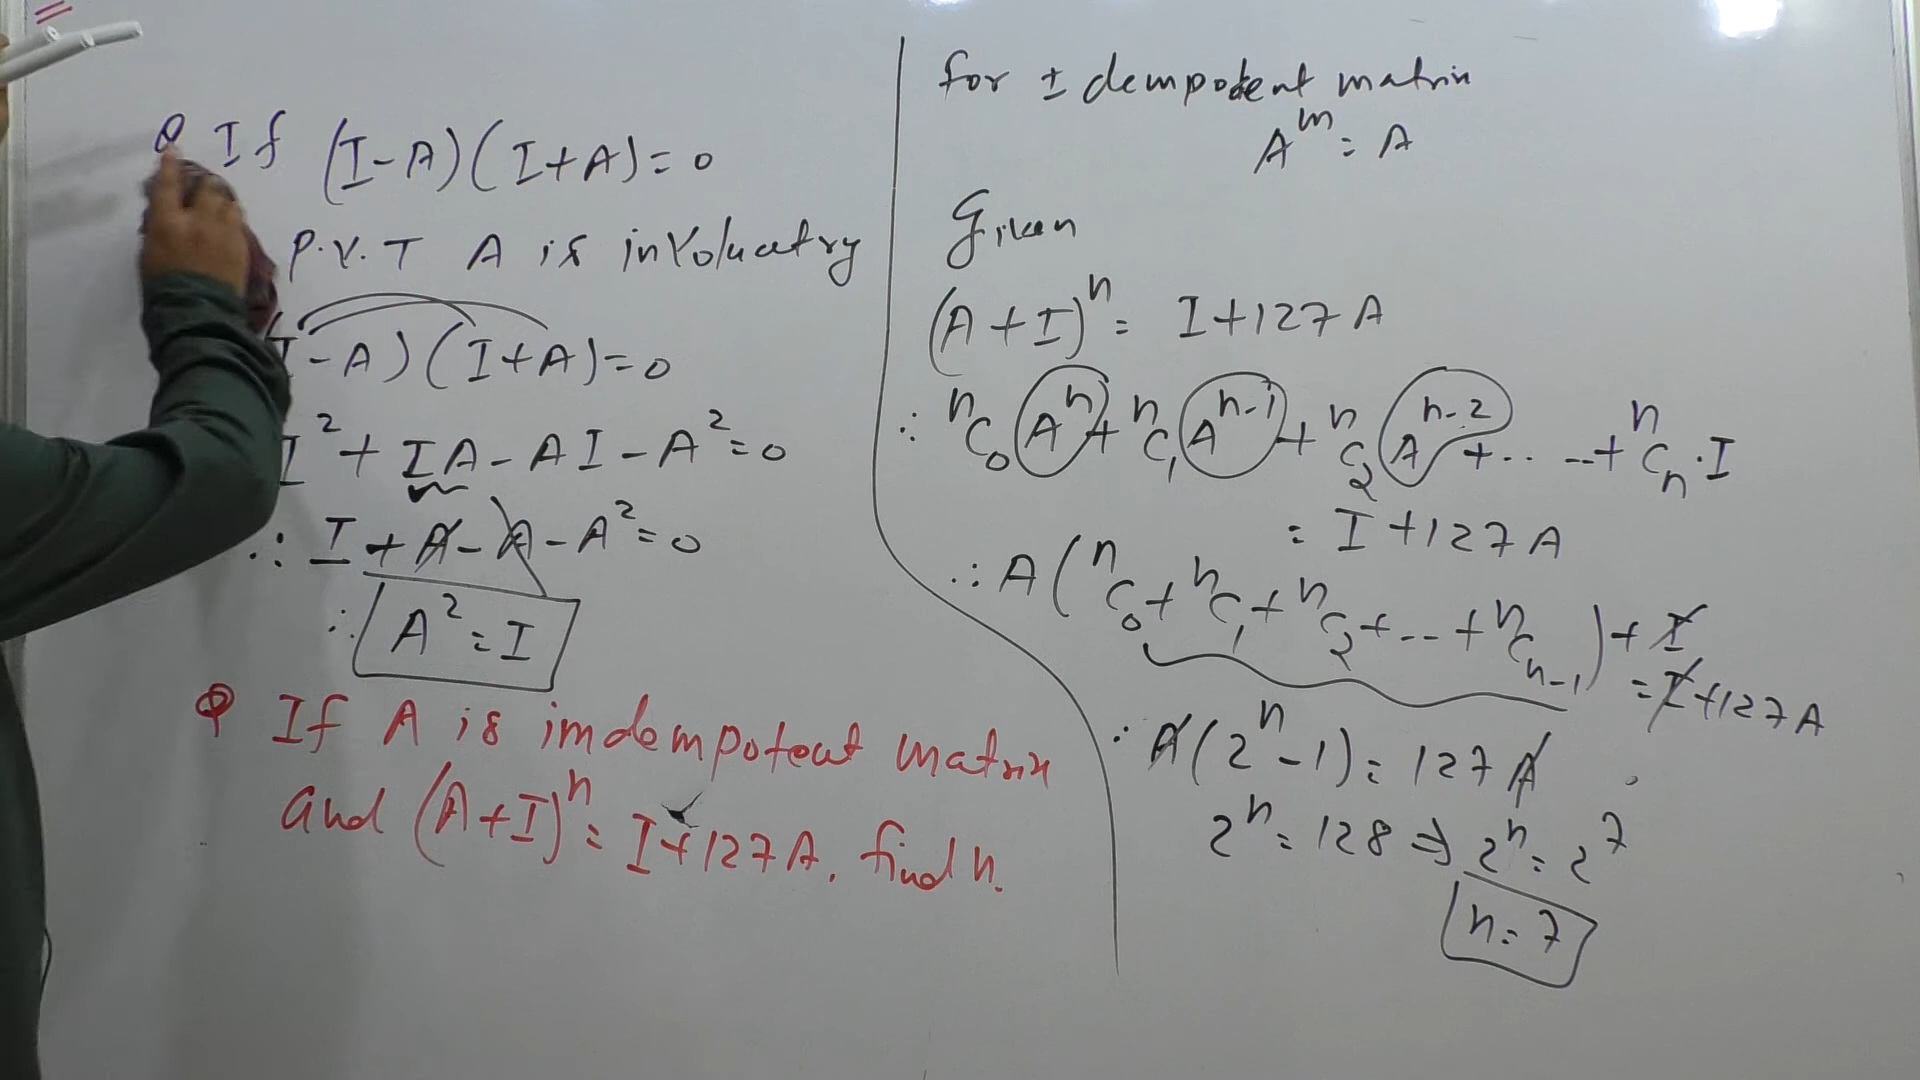 Q If (I-A)(I+A)=0
P.V.T A is involuatry
(I-A)(I+A)=0
I²+IA-AI-A²=0
∴ I+A-A-A²=0
∴ A²=I
Q If A is imdempotent matrix
and (A+I)ⁿ= I+127A. find n.
for Idempotent matrix
Aᵐ=A
Given
(A+I)ⁿ= I+127A
∴ ⁿC₀Aⁿ+ⁿC₁Aⁿ⁻¹+ⁿC₂Aⁿ⁻²+....+ⁿCₙ.I
= I+127A
∴ A(ⁿC₀+ⁿC₁+ⁿC₂+..+ⁿCₙ₋₁)+I
=I+127A
∴ A(2ⁿ-1)=127A
2ⁿ=128⇒2ⁿ=2⁷
n=7